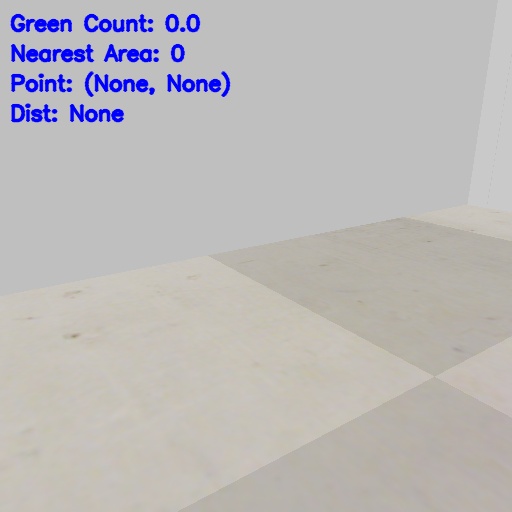 Green Count: 0.0
Nearest Area: 0
Point: (None, None)
Dist: None